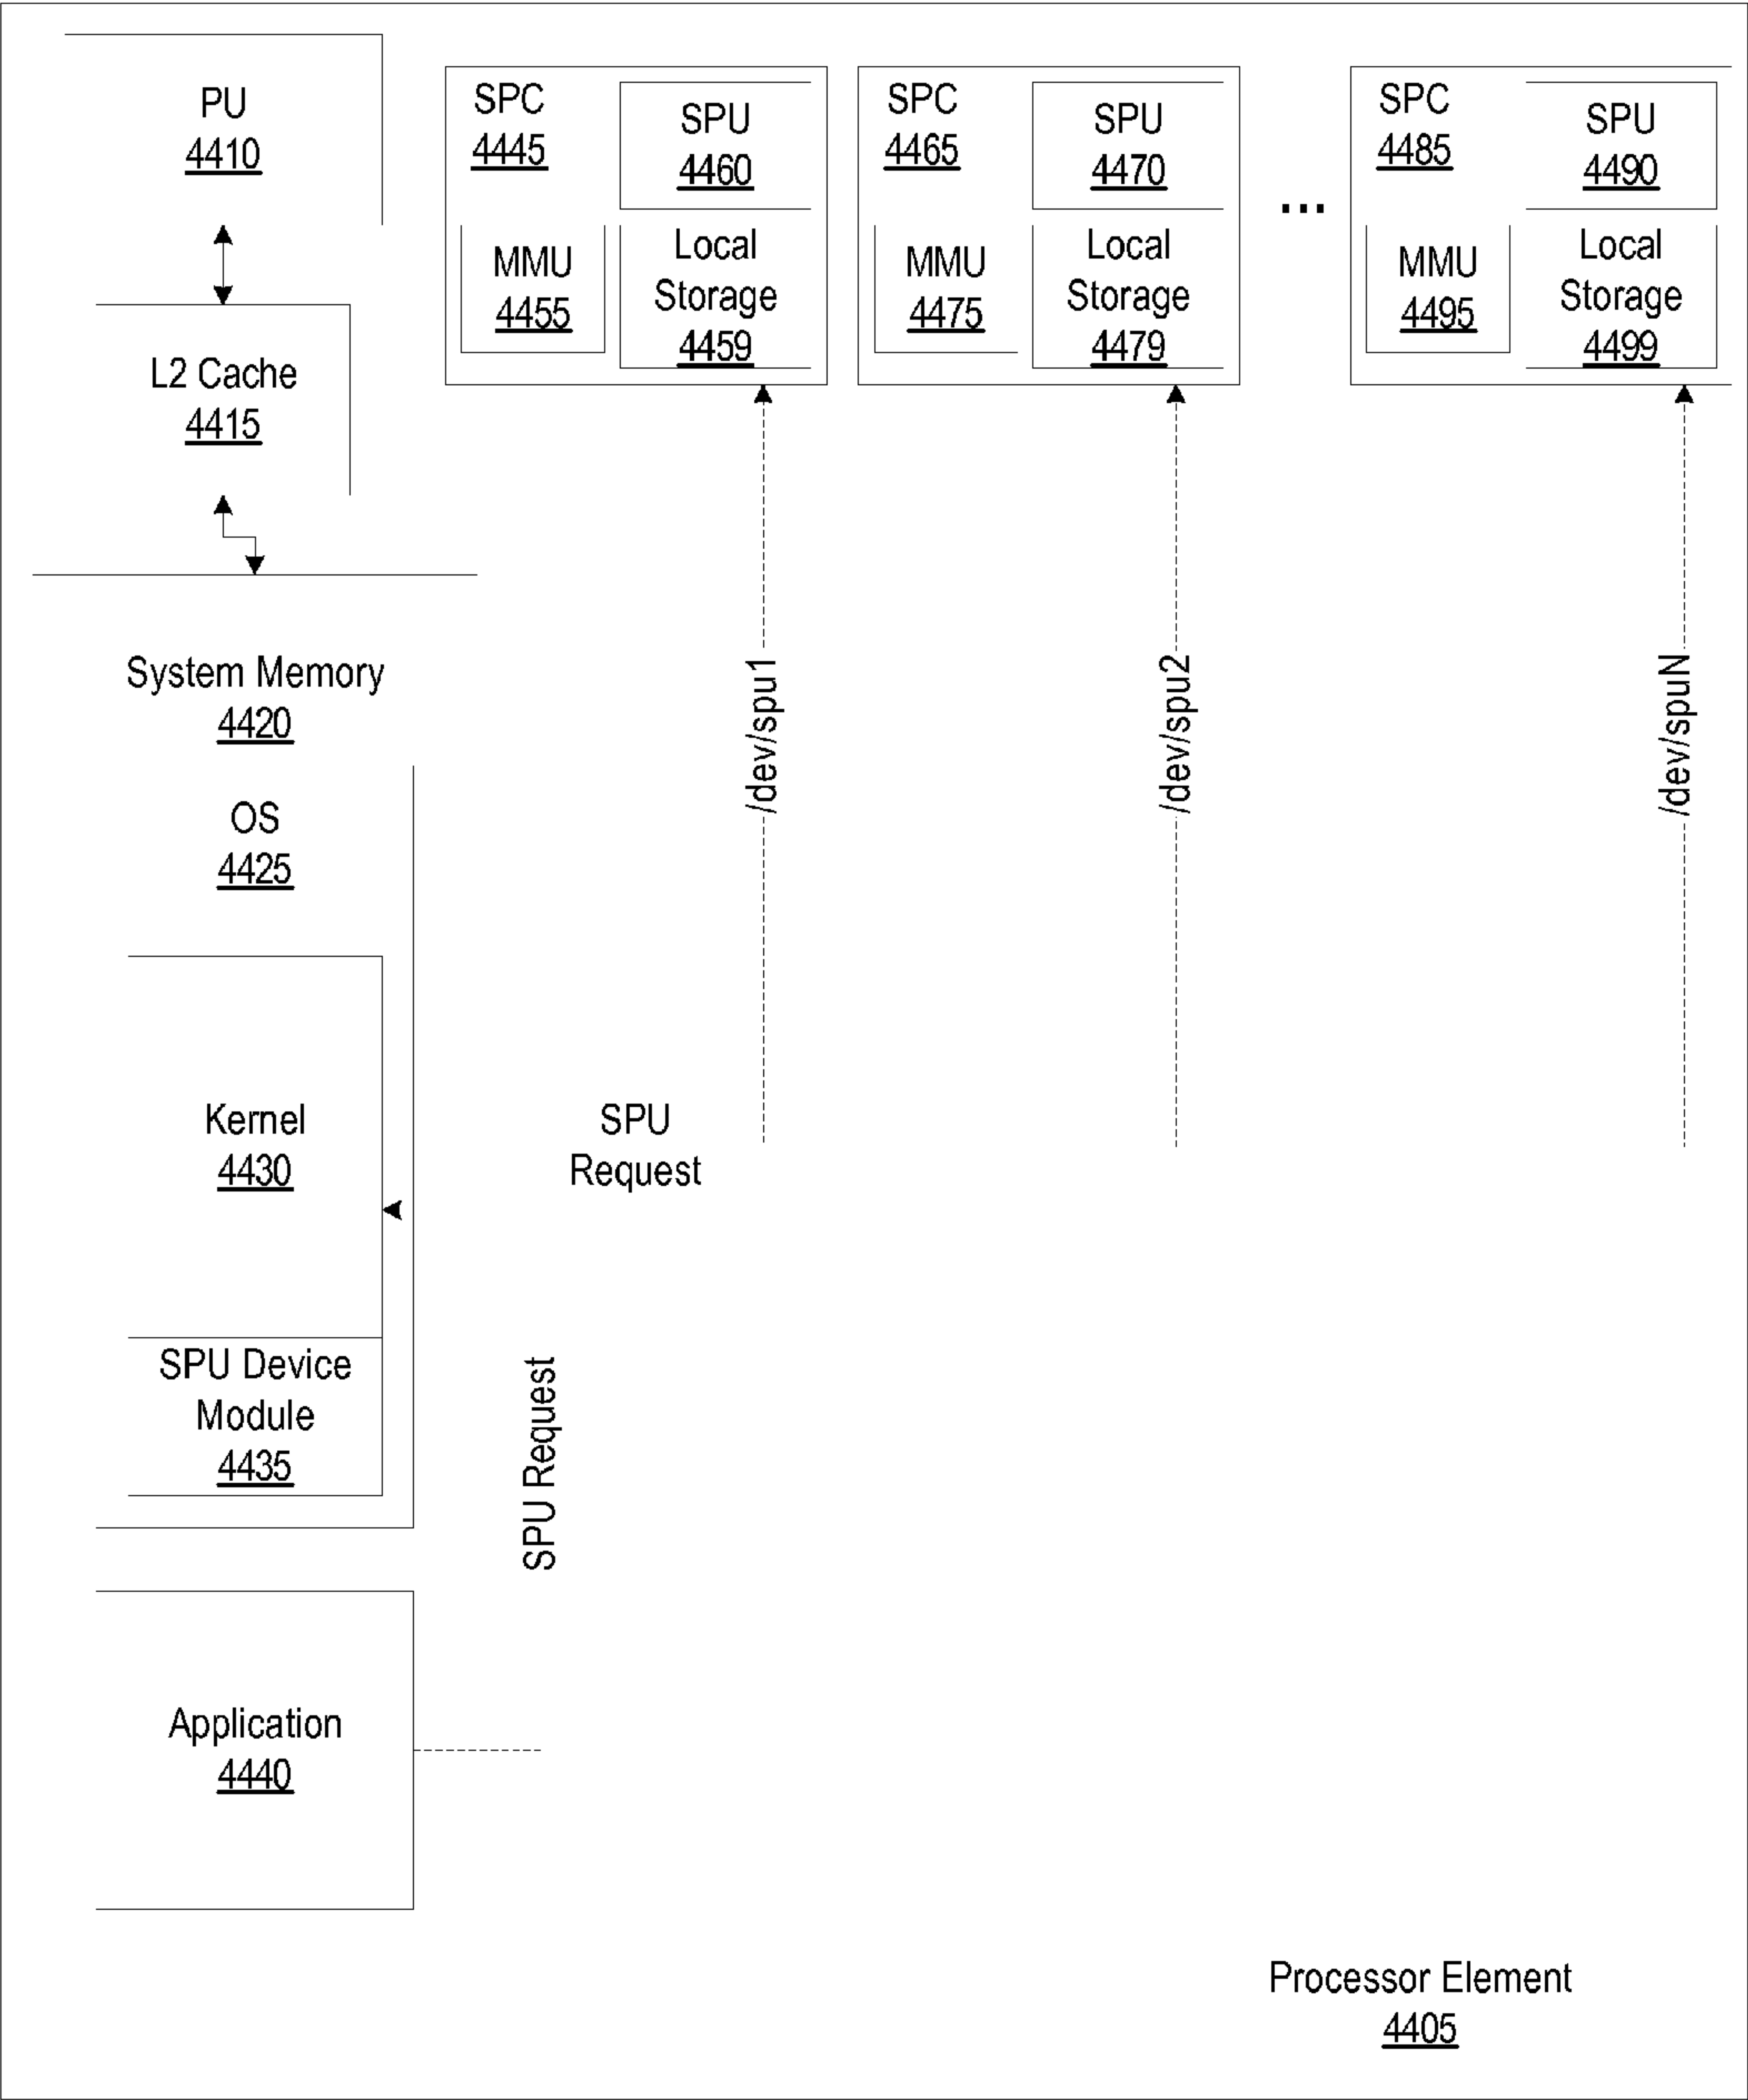 PU
4410
L2 Cache
4415
System Memory
4420
OS
4425
Kernel
4430
SPU Device
Module
4435
Application
4440
SPC
4445
SPU
4460
MMU
4455
Local
Storage
4459
SPC
4465
SPU
4470
MMU
4475
Local
Storage
4479
...
SPC
4485
SPU
4490
MMU
4495
Local
Storage
4499
/dev/spu1
/dev/spu2
/dev/spuN
SPU
Request
SPU Request
Processor Element
4405